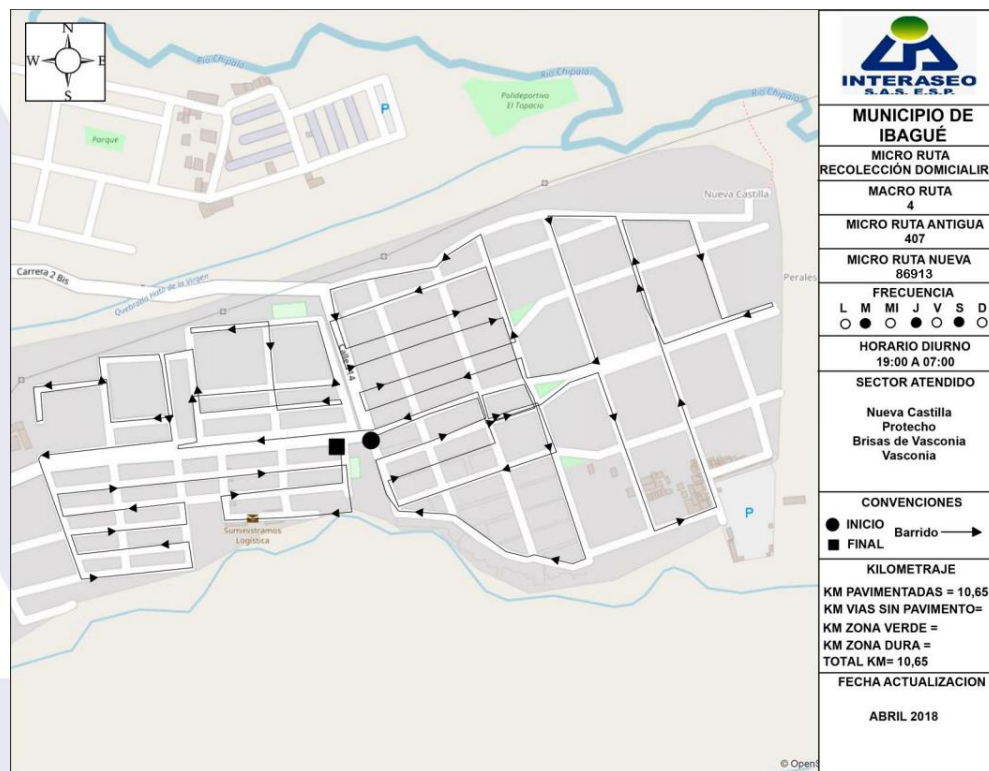 N
W E
S
Río Chipalo
Río Chipalo
Río Chipalo
Polideportivo
El Topacio
P
Parque
Nueva Castilla
Carrera 2 Bis
Quebrada Hato de la Virgen
Perales
Calle 14
Suministramos
Logística
P
© OpenS
INTERASEO
S.A.S. E.S.P.
MUNICIPIO DE
IBAGUÉ
MICRO RUTA
RECOLECCIÓN DOMICIALIR
MACRO RUTA
4
MICRO RUTA ANTIGUA
407
MICRO RUTA NUEVA
86913
FRECUENCIA
L M MI J V S D
HORARIO DIURNO
19:00 A 07:00
SECTOR ATENDIDO
Nueva Castilla
Protecho
Brisas de Vasconia
Vasconia
CONVENCIONES
INICIO
Barrido
FINAL
KILOMETRAJE
KM PAVIMENTADAS = 10,65
KM VIAS SIN PAVIMENTO=
KM ZONA VERDE =
KM ZONA DURA =
TOTAL KM= 10,65
FECHA ACTUALIZACION
ABRIL 2018